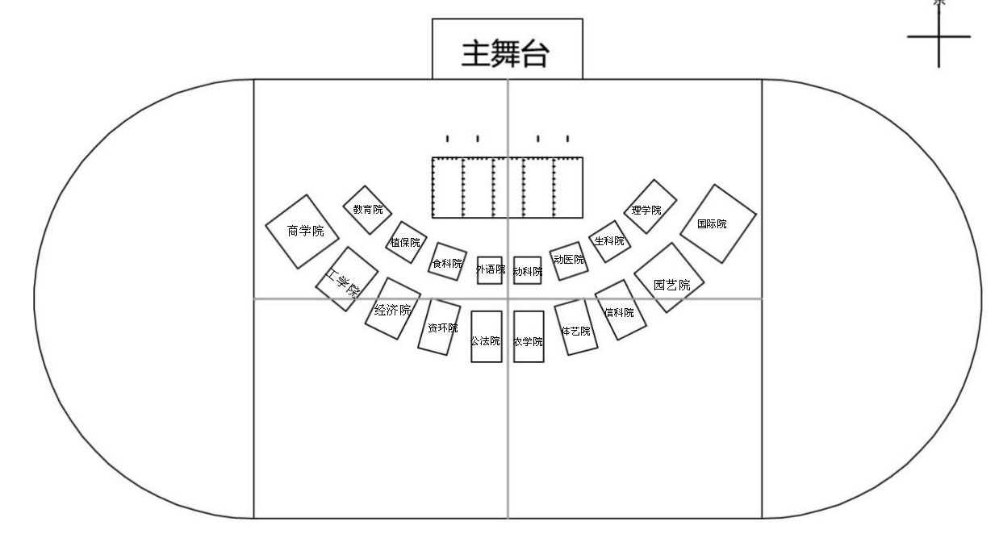 东
主舞台
教育院
理学院
商学院
国际院
植保院
生科院
食科院
动医院
外语院
动科院
工学院
园艺院
经济院
信科院
资环院
体艺院
公法院
农学院